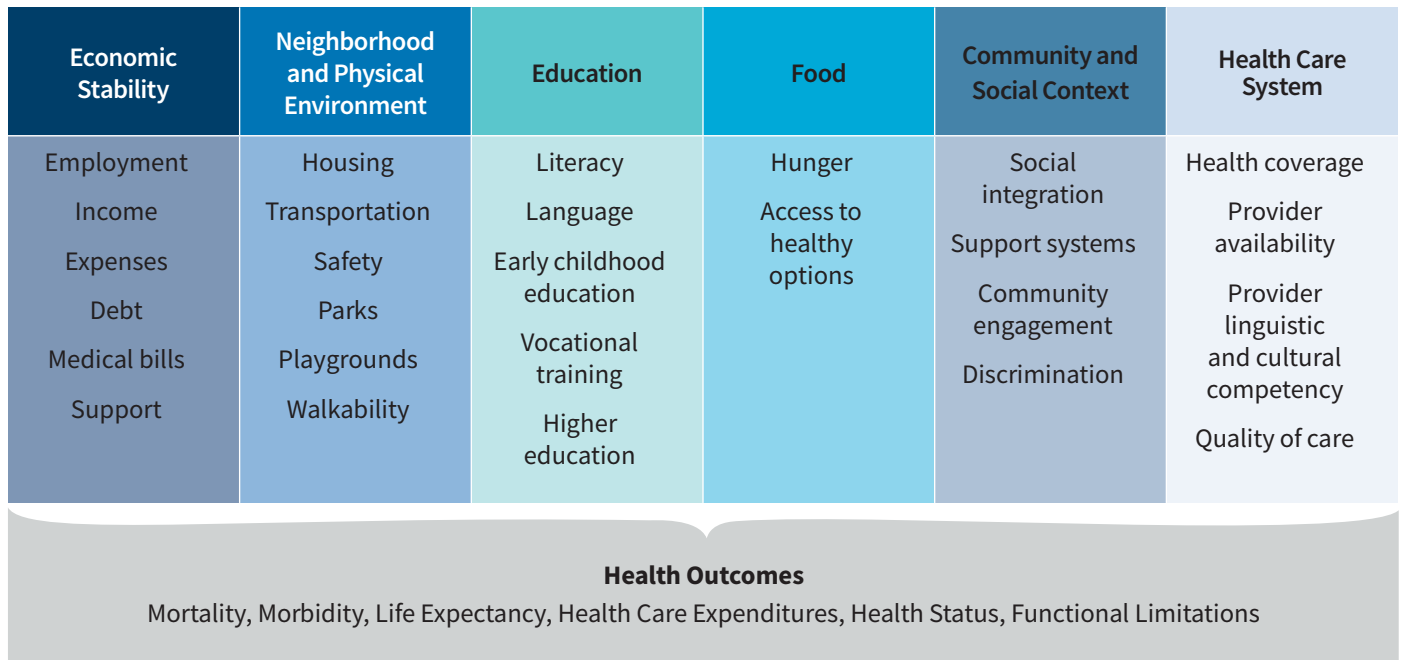 Economic
Stability
Neighborhood
and Physical
Environment
Education
Food
Community and
Social Context
Health Care
System
Employment
Income
Expenses
Debt
Medical bills
Support
Housing
Transportation
Safety
Parks
Playgrounds
Walkability
Literacy
Language
Early childhood
education
Vocational
training
Higher
education
Hunger
Access to
healthy
options
Social
integration
Support systems
Community
engagement
Discrimination
Health coverage
Provider
availability
Provider
linguistic
and cultural
competency
Quality of care
Health Outcomes
Mortality, Morbidity, Life Expectancy, Health Care Expenditures, Health Status, Functional Limitations